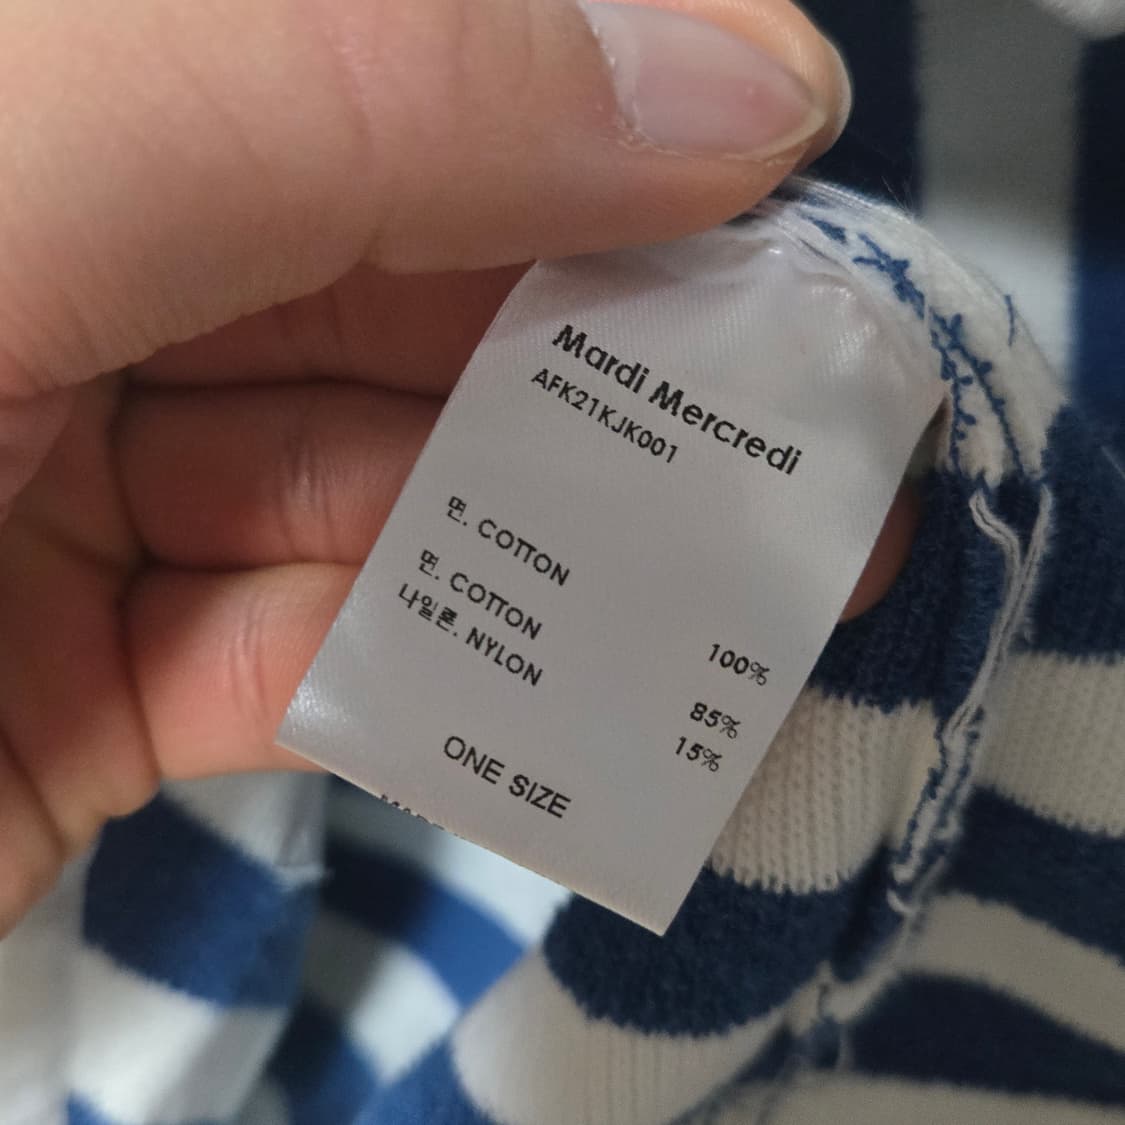 Mardi Mercredi
AFK21KJK001
면. COTTON 100%
면. COTTON 85%
나일론. NYLON 15%
ONE SIZE